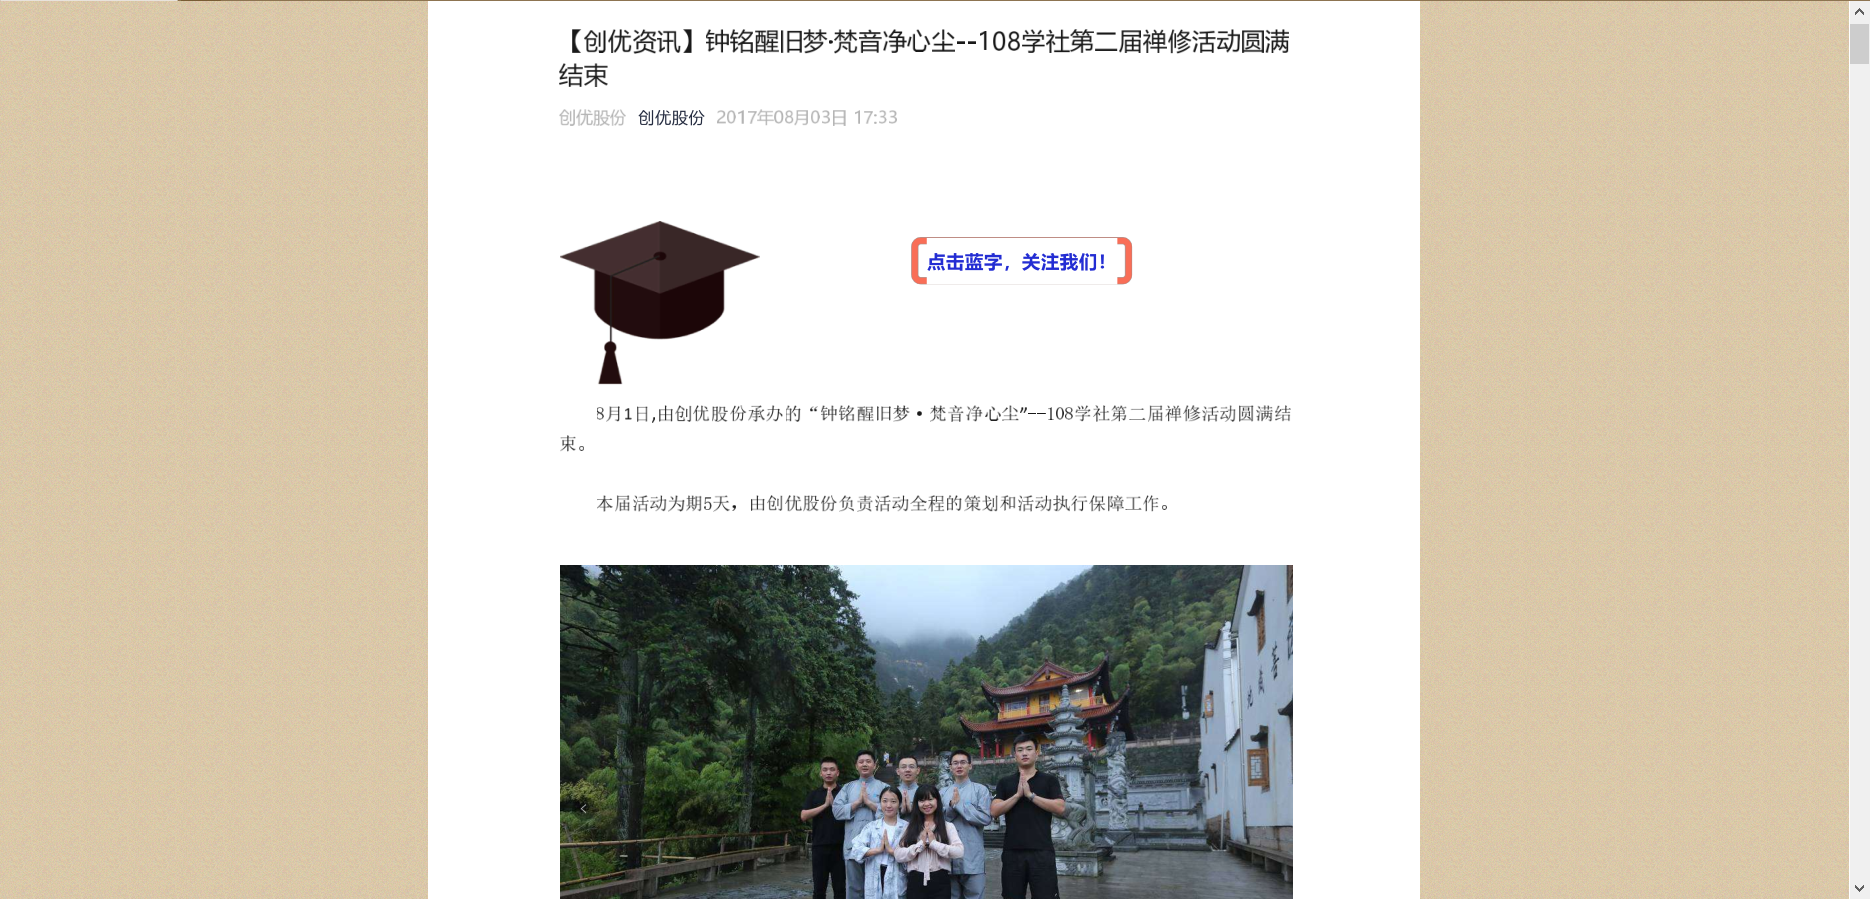 【创优资讯】钟铭醒旧梦·梵音净心尘--108学社第二届禅修活动圆满
结束
创优股份 创优股份 2017年08月03日 17:33
点击蓝字，关注我们！
8月1日,由创优股份承办的“钟铭醒旧梦•梵音净心尘”--108学社第二届禅修活动圆满结
束。
本届活动为期5天，由创优股份负责活动全程的策划和活动执行保障工作。